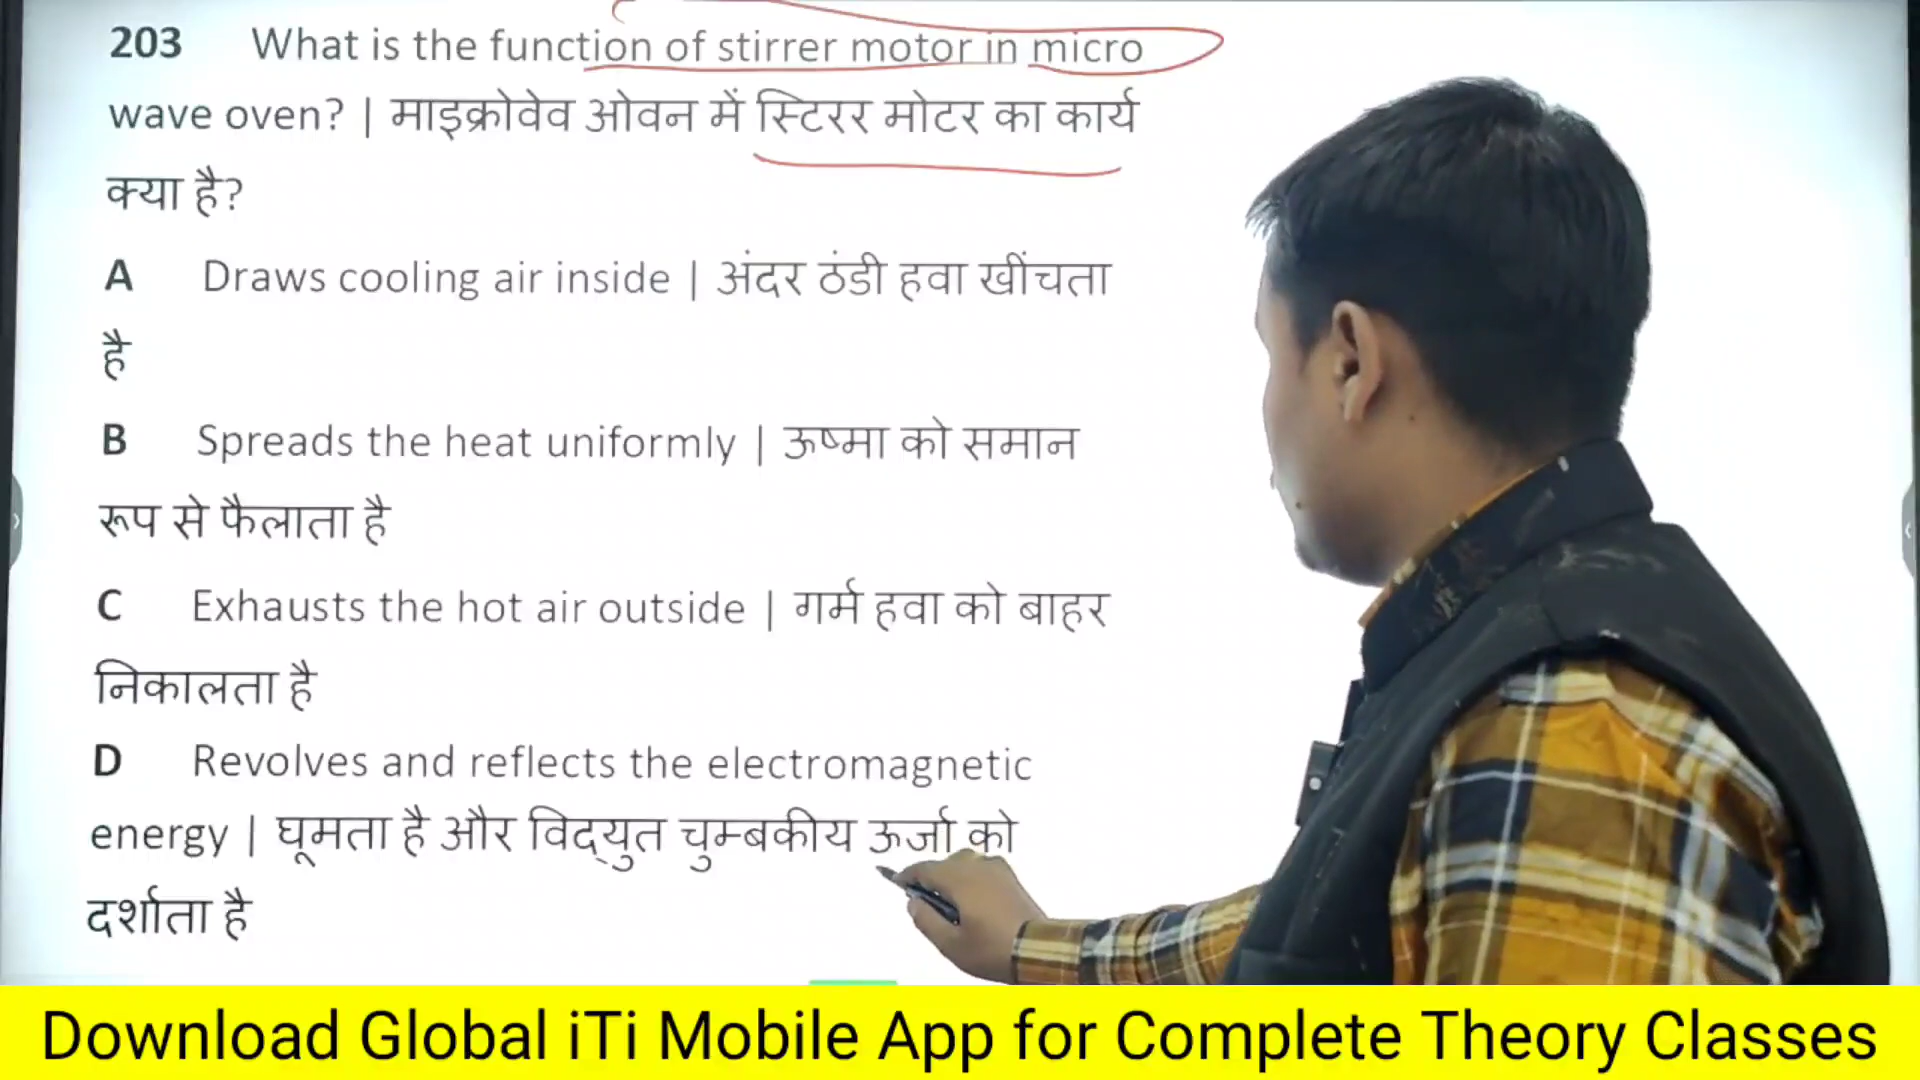 203 What is the function of stirrer motor in micro
wave oven? | माइक्रोवेव ओवन में स्टिरर मोटर का कार्य
क्या है?
A Draws cooling air inside | अंदर ठंडी हवा खींचता
है
B Spreads the heat uniformly | ऊष्मा को समान
रूप से फैलाता है
C Exhausts the hot air outside | गर्म हवा को बाहर
निकालता है
D Revolves and reflects the electromagnetic
energy | घूमता है और विद्युत चुम्बकीय ऊर्जा को
दर्शाता है
Download Global iTi Mobile App for Complete Theory Classes